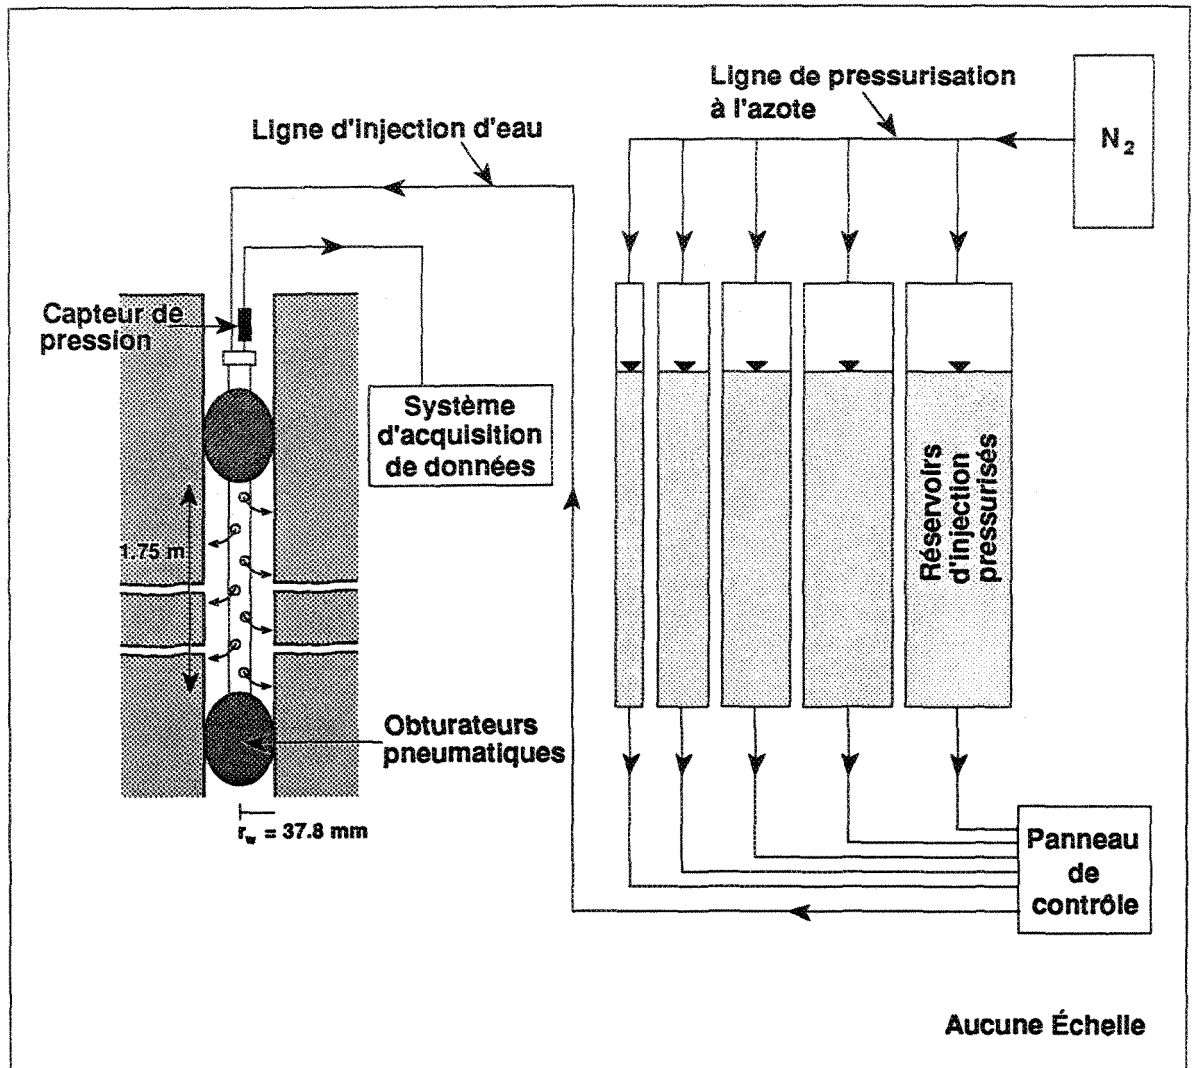 Ligne de pressurisation
à l'azote
N₂
Ligne d'injection d'eau
Capteur de
pression
Système
d'acquisition
de données
Réservoirs
d'injection
pressurisés
1.75 m
Obturateurs
pneumatiques
r_w = 37.8 mm
Panneau
de
contrôle
Aucune Échelle